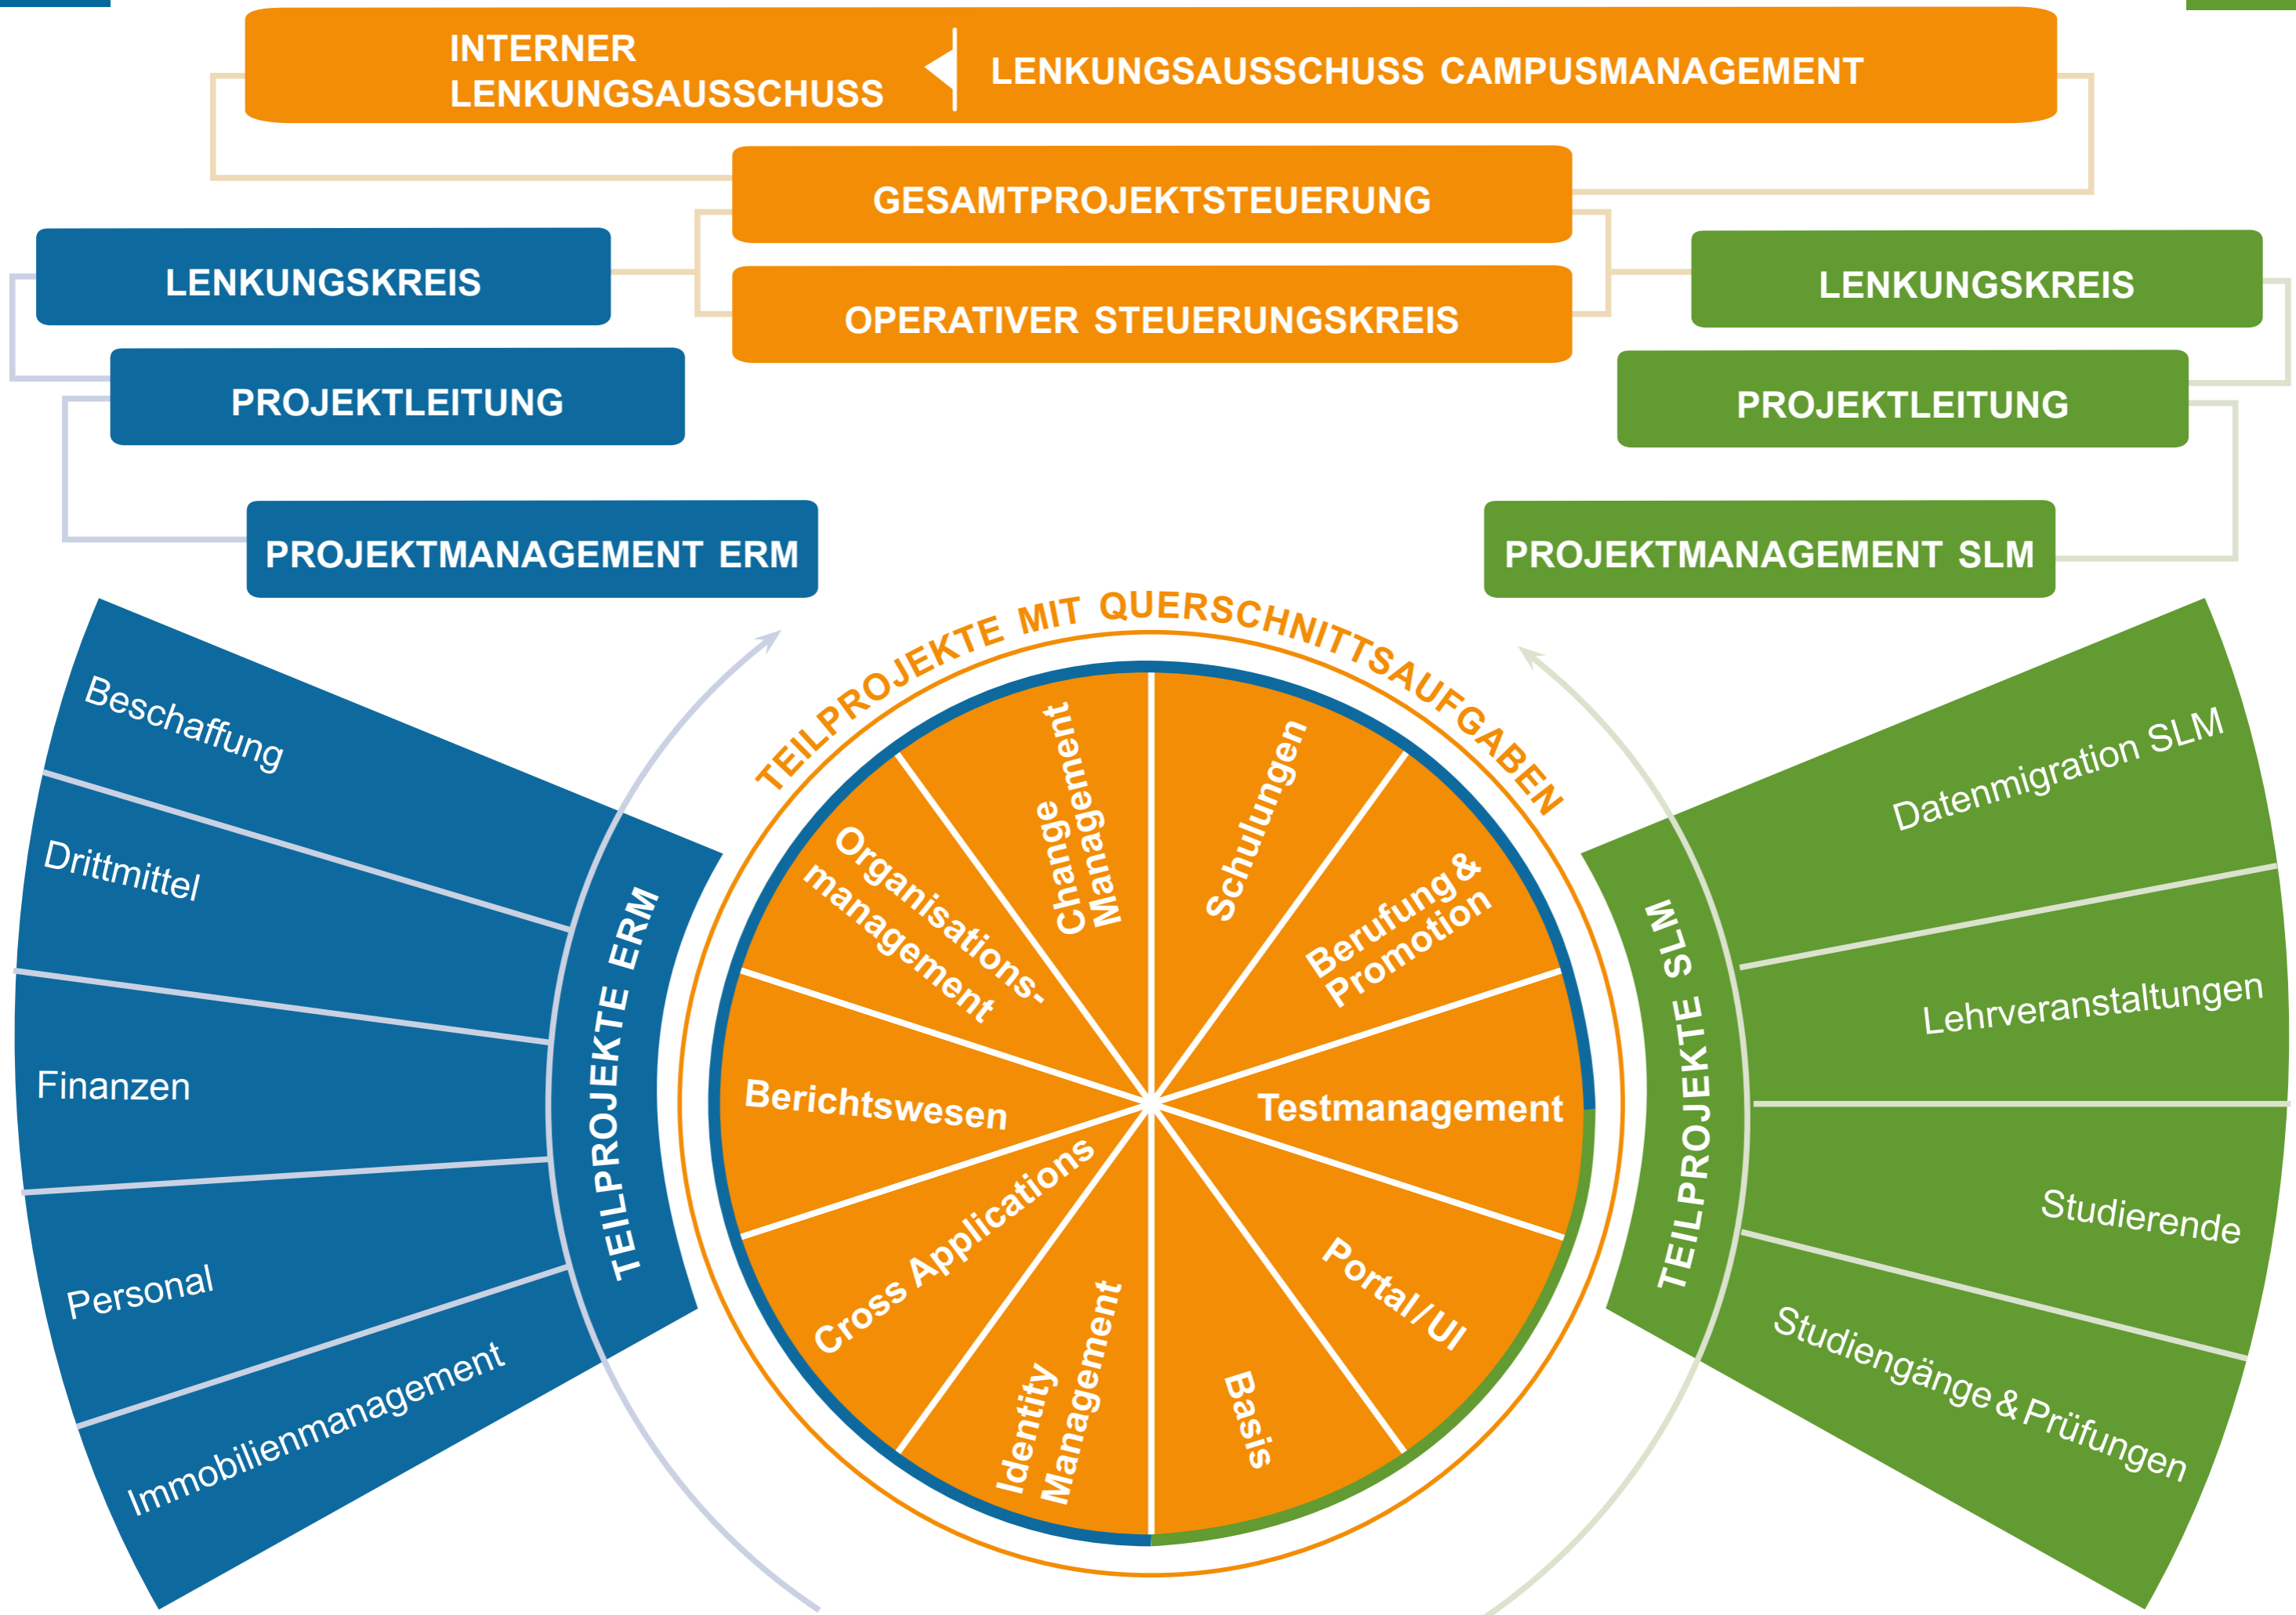 INTERNER
LENKUNGSAUSSCHUSS
LENKUNGSAUSSCHUSS CAMPUSMANAGEMENT
GESAMTPROJEKTSTEUERUNG
OPERATIVER STEUERUNGSKREIS
LENKUNGSKREIS
PROJEKTLEITUNG
PROJEKTMANAGEMENT ERM
LENKUNGSKREIS
PROJEKTLEITUNG
PROJEKTMANAGEMENT SLM
Beschaffung
Drittmittel
Finanzen
Personal
Immobilienmanagement
TEILPROJEKTE ERM
TEILPROJEKTE MIT QUERSCHNITTSAUFGABEN
Change
Management
Schulungen
Berufung &
Promotion
Testmanagement
Portal/UI
Basis
Identity
Management
Cross Applications
Berichtswesen
Organisations-
management
TEILPROJEKTE SLM
Datenmigration SLM
Lehrveranstaltungen
Studierende
Studiengänge & Prüfungen